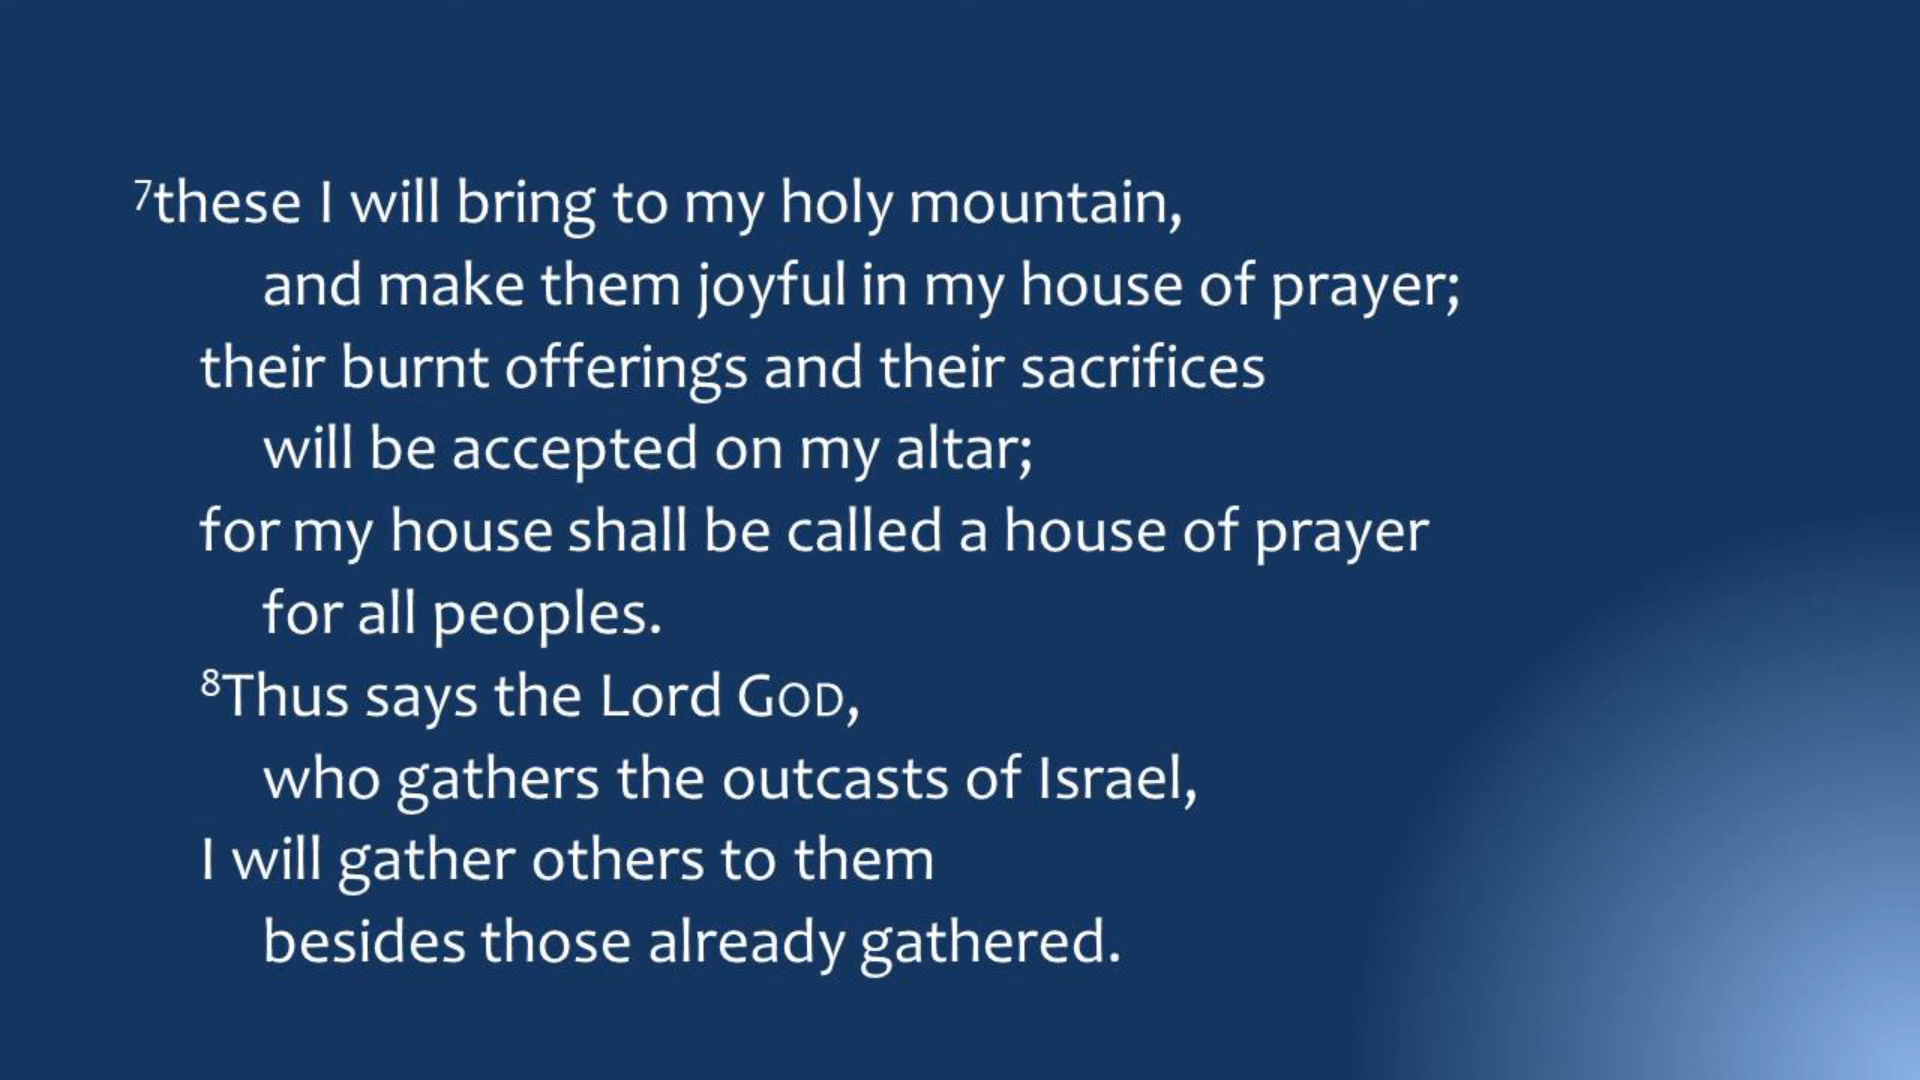 ⁷these I will bring to my holy mountain,
and make them joyful in my house of prayer;
their burnt offerings and their sacrifices
will be accepted on my altar;
for my house shall be called a house of prayer
for all peoples.
⁸Thus says the Lord GOD,
who gathers the outcasts of Israel,
I will gather others to them
besides those already gathered.